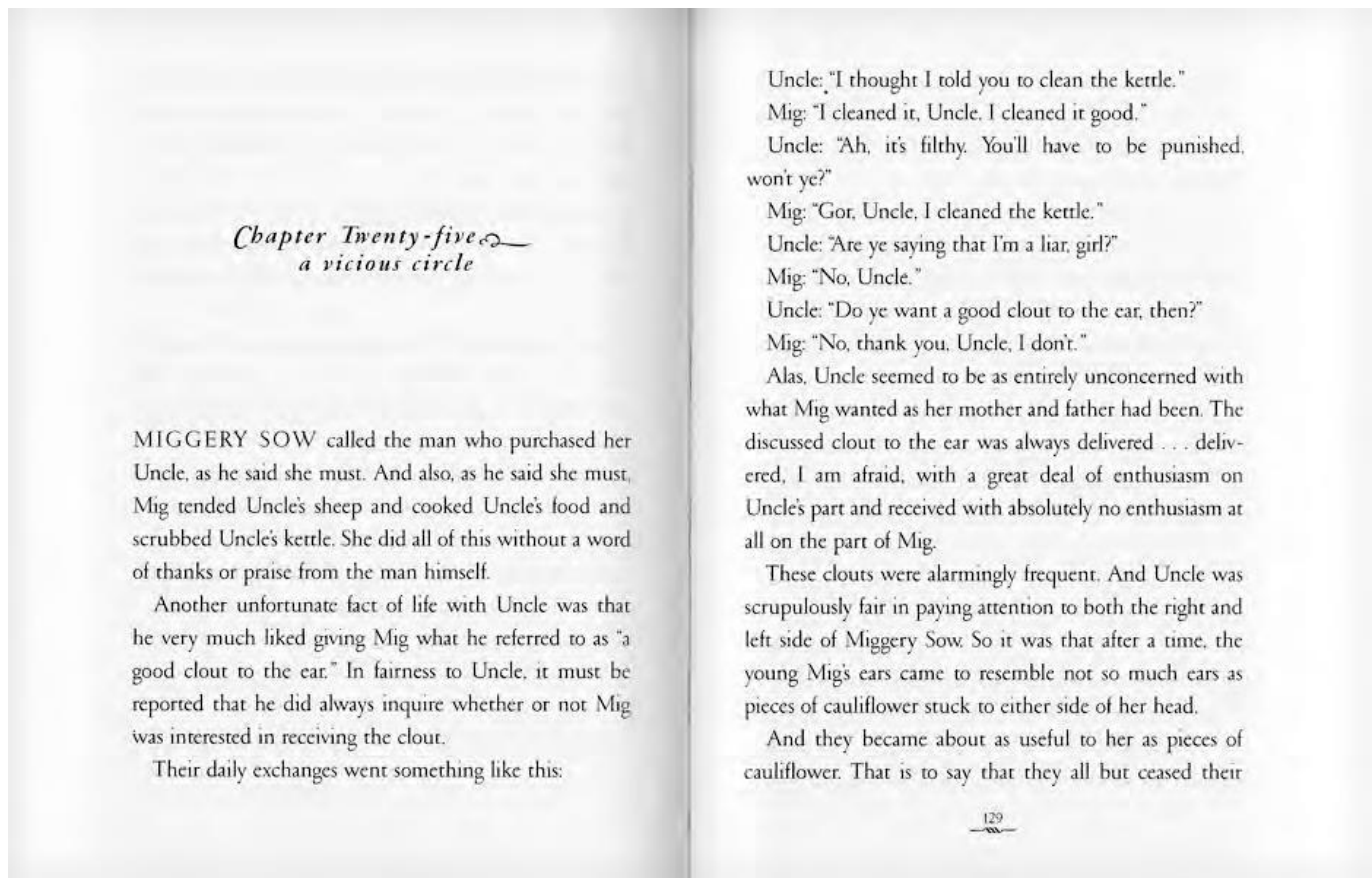 Chapter Twenty-five
a vicious circle
MIGGERY SOW called the man who purchased her
Uncle, as he said she must. And also, as he said she must,
Mig tended Uncle's sheep and cooked Uncle's food and
scrubbed Uncle's kettle. She did all of this without a word
of thanks or praise from the man himself.
Another unfortunate fact of life with Uncle was that
he very much liked giving Mig what he referred to as "a
good clout to the ear." In fairness to Uncle, it must be
reported that he did always inquire whether or not Mig
was interested in receiving the clout.
Their daily exchanges went something like this:
Uncle: "I thought I told you to clean the kettle."
Mig: "I cleaned it, Uncle. I cleaned it good."
Uncle: "Ah, it's filthy. You'll have to be punished,
won't ye?"
Mig: "Gor, Uncle, I cleaned the kettle."
Uncle: "Are ye saying that I'm a liar, girl?"
Mig: "No, Uncle."
Uncle: "Do ye want a good clout to the ear, then?"
Mig: "No, thank you, Uncle, I don't."
Alas, Uncle seemed to be as entirely unconcerned with
what Mig wanted as her mother and father had been. The
discussed clout to the ear was always delivered . . . deliv-
ered, I am afraid, with a great deal of enthusiasm on
Uncle's part and received with absolutely no enthusiasm at
all on the part of Mig.
These clouts were alarmingly frequent. And Uncle was
scrupulously fair in paying attention to both the right and
left side of Miggery Sow. So it was that after a time, the
young Mig's ears came to resemble not so much ears as
pieces of cauliflower stuck to either side of her head.
And they became about as useful to her as pieces of
cauliflower. That is to say that they all but ceased their
129